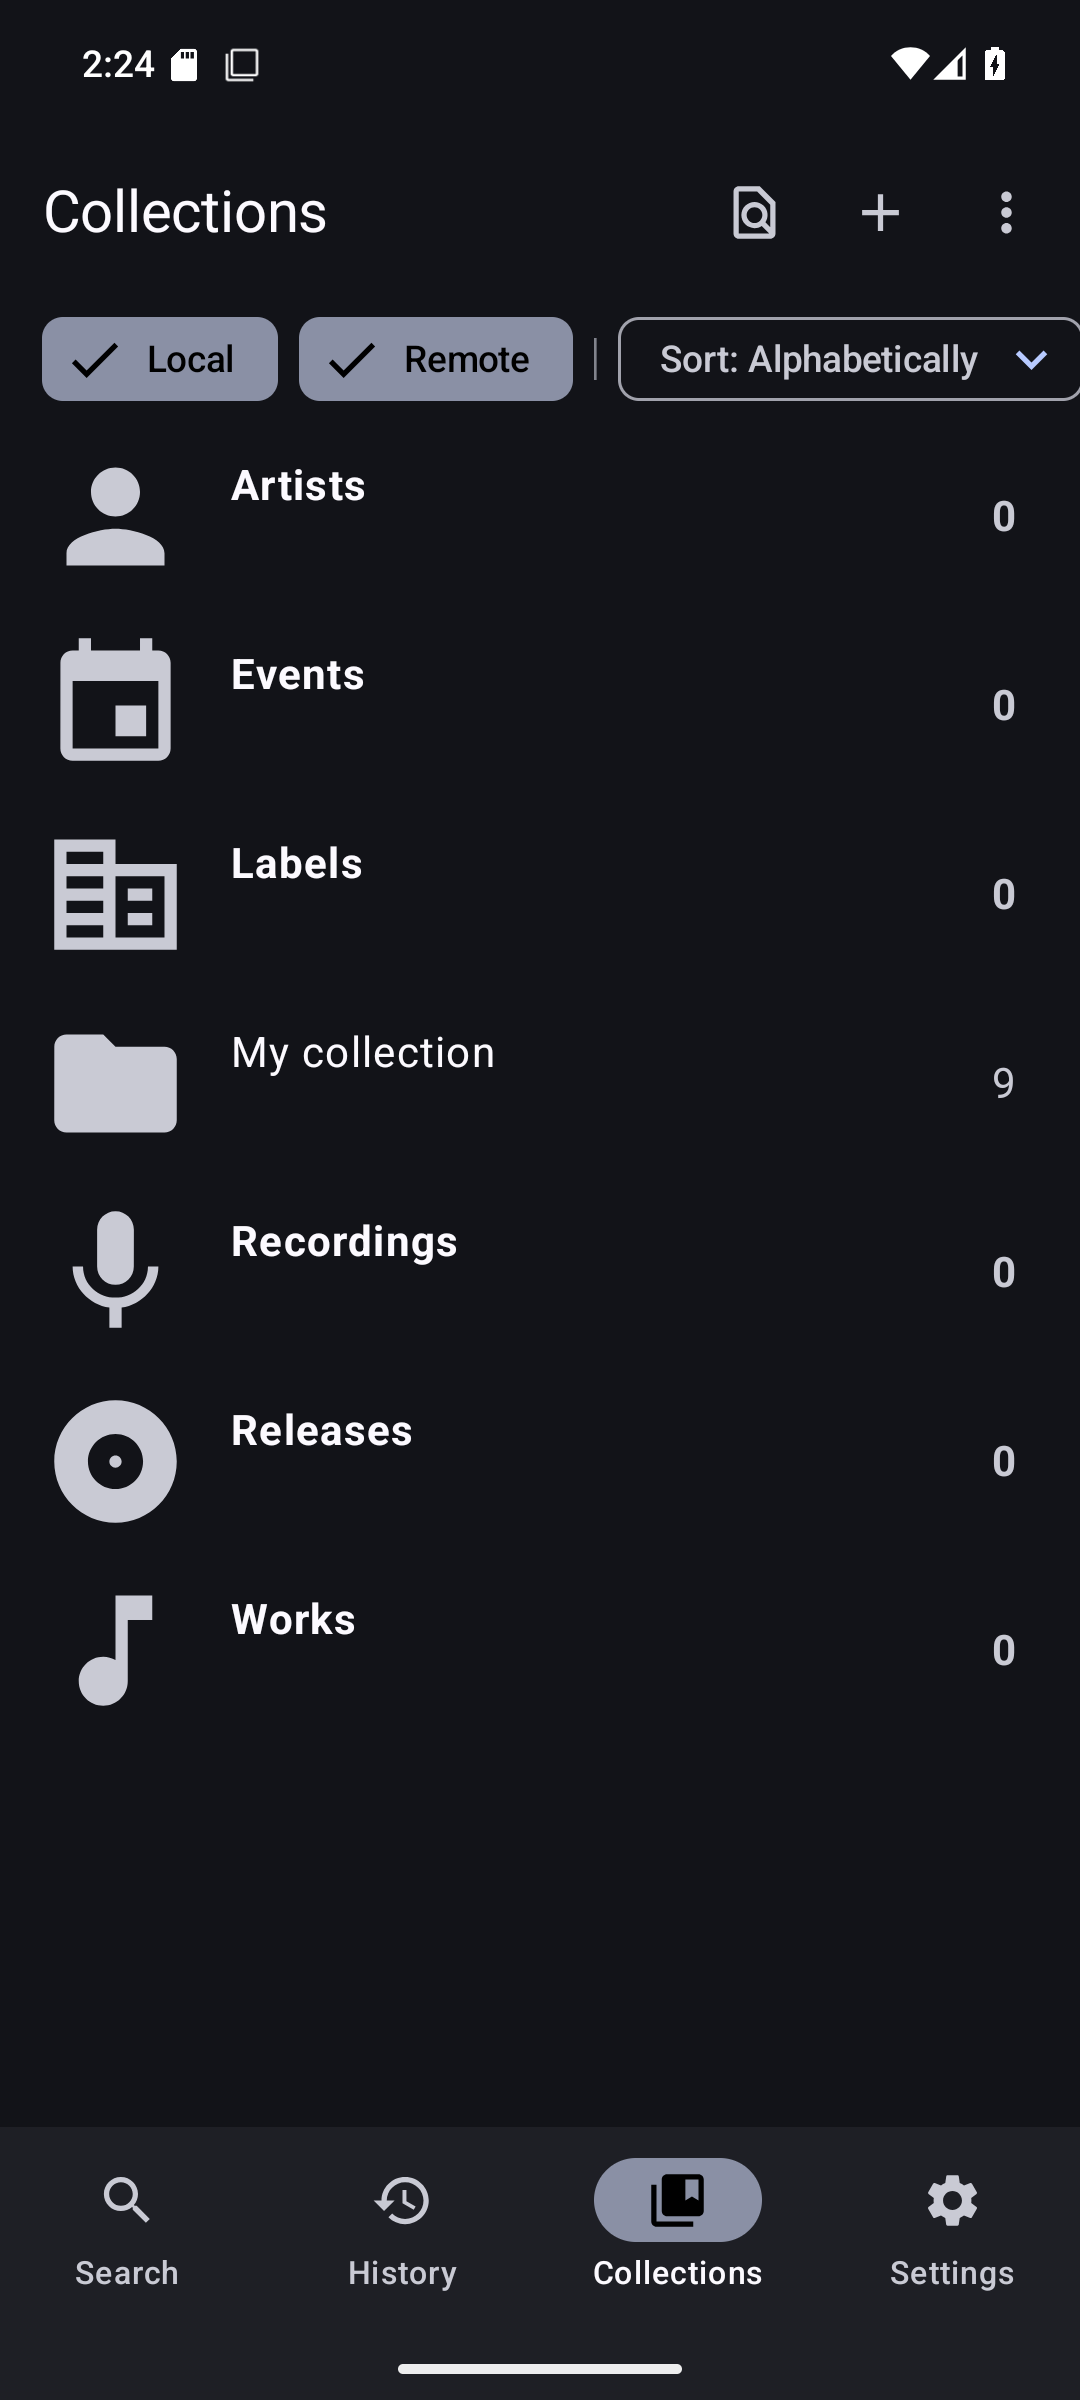 2:24
Collections
Local
Remote
Sort: Alphabetically
Artists
0
Events
0
Labels
0
My collection
9
Recordings
0
Releases
0
Works
0
Search
History
Collections
Settings